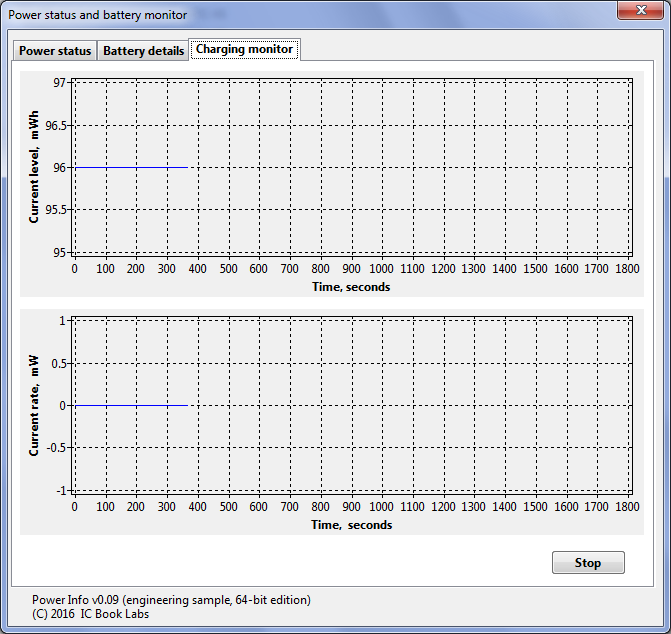 Power status and battery monitor
Power status Battery details Charging monitor
97
96.5
96
95.5
95
Current level, mWh
0 100 200 300 400 500 600 700 800 900 1000 1100 1200 1300 1400 1500 1600 1700 1800
Time, seconds
1
0.5
0
-0.5
-1
Current rate, mW
0 100 200 300 400 500 600 700 800 900 1000 1100 1200 1300 1400 1500 1600 1700 1800
Time, seconds
Stop
Power Info v0.09 (engineering sample, 64-bit edition)
(C) 2016 IC Book Labs